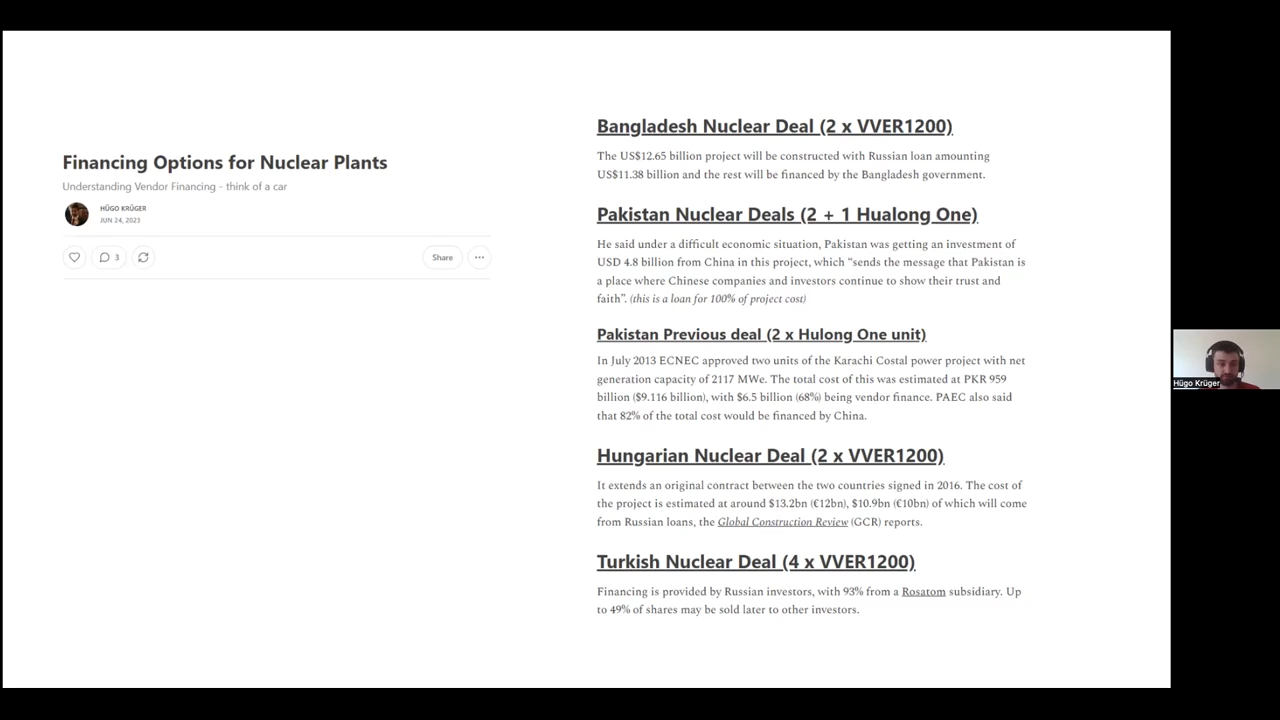 Financing Options for Nuclear Plants
Understanding Vendor Financing - think of a car
HÜGO KRÜGER
JUN 24, 2023
3
Share
Bangladesh Nuclear Deal (2 x VVER1200)
The US$12.65 billion project will be constructed with Russian loan amounting
US$11.38 billion and the rest will be financed by the Bangladesh government.
Pakistan Nuclear Deals (2 + 1 Hualong One)
He said under a difficult economic situation, Pakistan was getting an investment of
USD 4.8 billion from China in this project, which “sends the message that Pakistan is
a place where Chinese companies and investors continue to show their trust and
faith”. (this is a loan for 100% of project cost)
Pakistan Previous deal (2 x Hulong One unit)
In July 2013 ECNEC approved two units of the Karachi Costal power project with net
generation capacity of 2117 MWe. The total cost of this was estimated at PKR 959
billion ($9.116 billion), with $6.5 billion (68%) being vendor finance. PAEC also said
that 82% of the total cost would be financed by China.
Hungarian Nuclear Deal (2 x VVER1200)
It extends an original contract between the two countries signed in 2016. The cost of
the project is estimated at around $13.2bn (€12bn), $10.9bn (€10bn) of which will come
from Russian loans, the Global Construction Review (GCR) reports.
Turkish Nuclear Deal (4 x VVER1200)
Financing is provided by Russian investors, with 93% from a Rosatom subsidiary. Up
to 49% of shares may be sold later to other investors.
Hügo Krüger